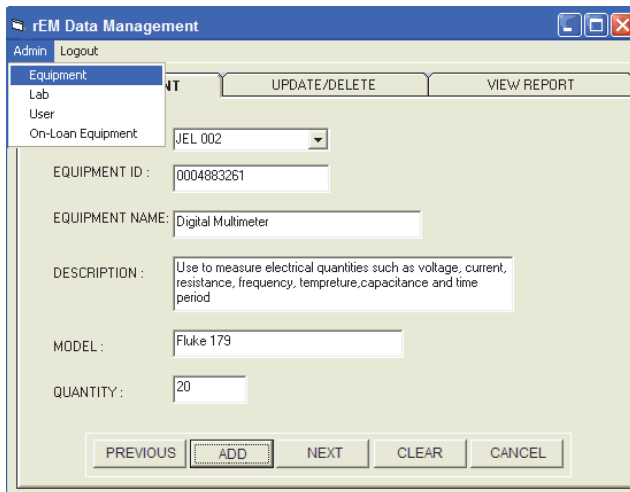 rEM Data Management
Admin Logout
Equipment
Lab
User
On-Loan Equipment
NT
UPDATE/DELETE
VIEW REPORT
JEL 002
EQUIPMENT ID :
0004883261
EQUIPMENT NAME:
Digital Multimeter
DESCRIPTION :
Use to measure electrical quantities such as voltage, current,
resistance, frequency, tempreture,capacitance and time
period
MODEL :
Fluke 179
QUANTITY :
20
PREVIOUS ADD NEXT CLEAR CANCEL